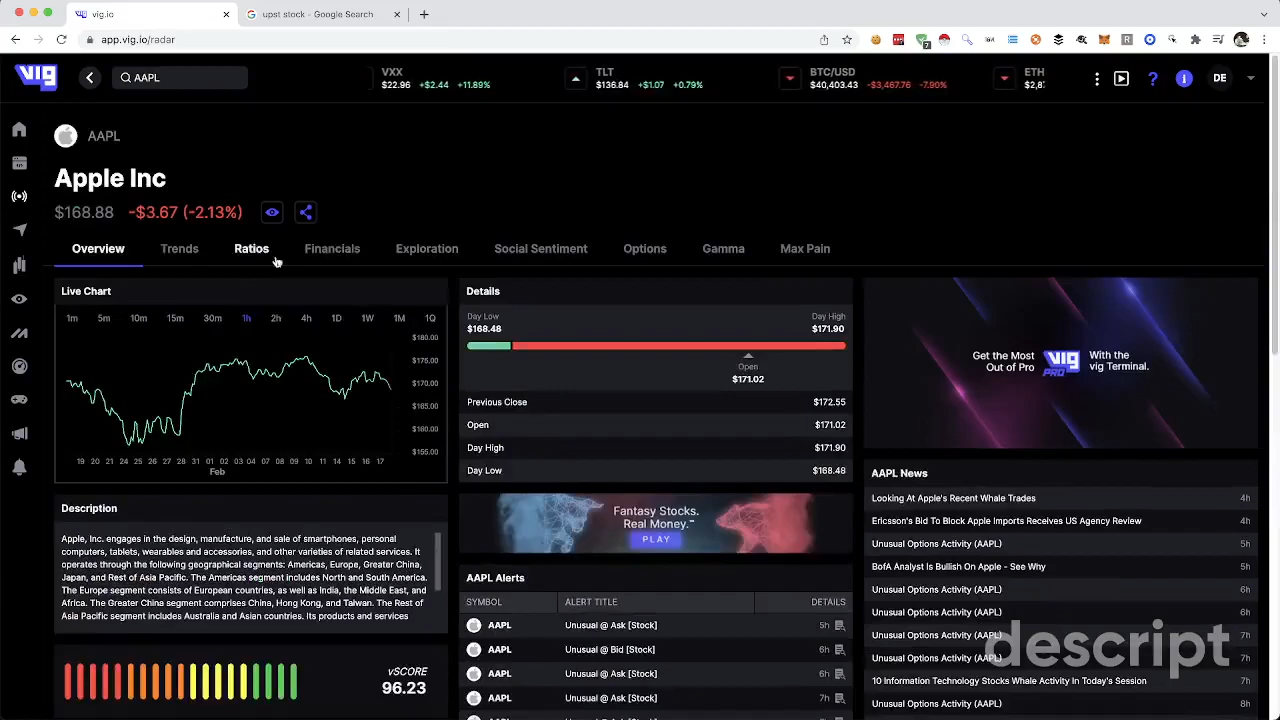 vig.io
upst stock - Google Search
app.vig.io/radar
vig
AAPL
VXX
$22.96 +$2.44 +11.89%
TLT
$136.84 +$1.07 +0.79%
BTC/USD
$40,403.43 -$3,467.76 -7.90%
ETH
DE
AAPL
Apple Inc
$168.88 -$3.67 (-2.13%)
Overview Trends Ratios Financials Exploration Social Sentiment Options Gamma Max Pain
Live Chart
1m 5m 10m 15m 30m 1h 2h 4h 1D 1W 1M 1Q
$180.00
$175.00
$170.00
$165.00
$160.00
$155.00
19 20 21 24 25 26 27 28 31 01 02 03 04 07 08 09 10 11 14 15 16 17
Feb
Description
Apple, Inc. engages in the design, manufacture, and sale of smartphones, personal
computers, tablets, wearables and accessories, and other varieties of related services. It
operates through the following geographical segments: Americas, Europe, Greater China,
Japan, and Rest of Asia Pacific. The Americas segment includes North and South America.
The Europe segment consists of European countries, as well as India, the Middle East, and
Africa. The Greater China segment comprises China, Hong Kong, and Taiwan. The Rest of
Asia Pacific segment includes Australia and Asian countries. Its products and services
vSCORE
96.23
Details
Day Low Day High
$168.48 $171.90
Open
$171.02
Previous Close $172.55
Open $171.02
Day High $171.90
Day Low $168.48
Fantasy Stocks.
Real Money.™
PLAY
AAPL Alerts
SYMBOL ALERT TITLE DETAILS
AAPL Unusual @ Ask [Stock] 5h
AAPL Unusual @ Bid [Stock] 6h
AAPL Unusual @ Ask [Stock] 6h
AAPL Unusual @ Ask [Stock] 7h
Get the Most
Out of Pro
vig
PRO
With the
vig Terminal.
AAPL News
Looking At Apple's Recent Whale Trades 4h
Ericsson's Bid To Block Apple Imports Receives US Agency Review 4h
Unusual Options Activity (AAPL) 5h
BofA Analyst Is Bullish On Apple - See Why 5h
Unusual Options Activity (AAPL) 6h
Unusual Options Activity (AAPL) 6h
Unusual Options Activity (AAPL) 7h
Unusual Options Activity (AAPL) 7h
10 Information Technology Stocks Whale Activity In Today's Session 7h
Unusual Options Activity (AAPL) 8h
descript